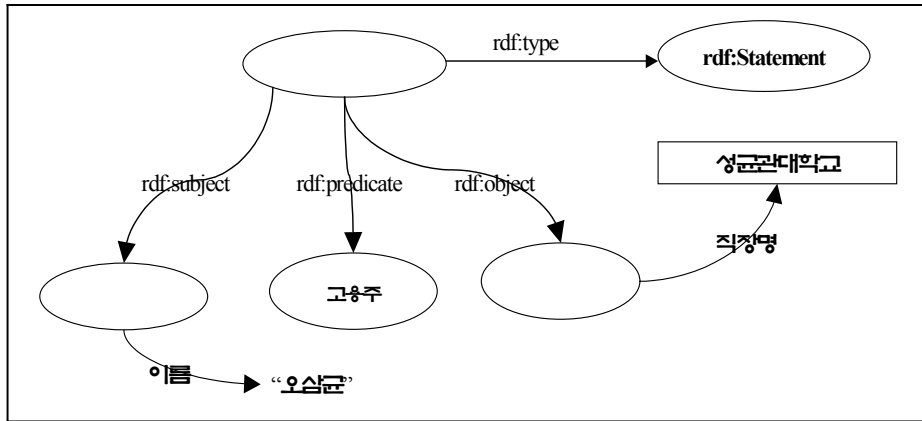 rdf:type
rdf:Statement
성균관대학교
rdf:subject
rdf:predicate
rdf:object
직장명
고용주
이름
“오삼균”